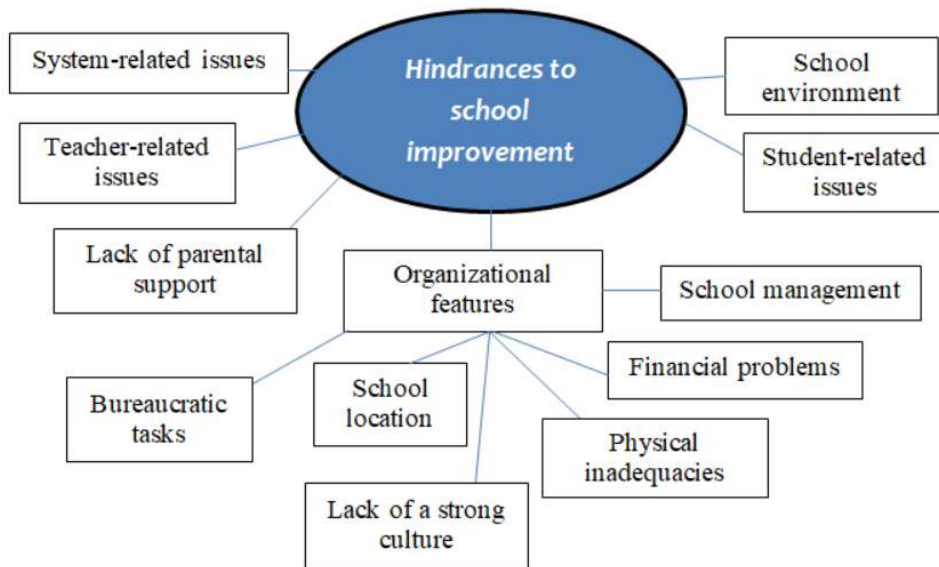 System-related issues
Hindrances to
school
improvement
School
environment
Teacher-related
issues
Student-related
issues
Lack of parental
support
Organizational
features
School management
Financial problems
Bureaucratic
tasks
School
location
Physical
inadequacies
Lack of a strong
culture